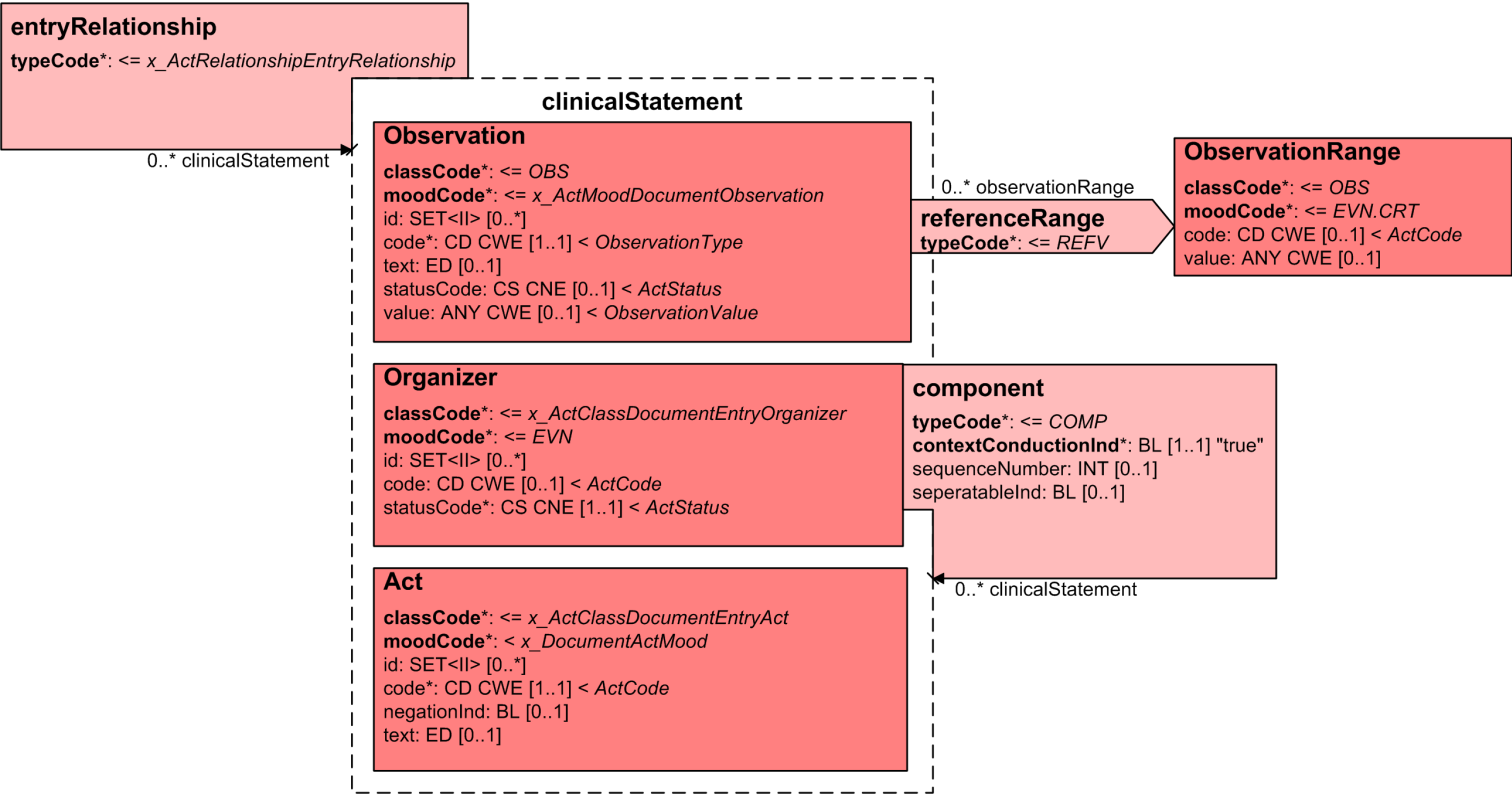 entryRelationship
typeCode*: <= x_ActRelationshipEntryRelationship
0..* clinicalStatement
clinicalStatement
Observation
classCode*: <= OBS
moodCode*: <= x_ActMoodDocumentObservation
id: SET<II> [0..*]
code*: CD CWE [1..1] < ObservationType
text: ED [0..1]
statusCode: CS CNE [0..1] < ActStatus
value: ANY CWE [0..1] < ObservationValue
0..* observationRange
referenceRange
typeCode*: <= REFV
ObservationRange
classCode*: <= OBS
moodCode*: <= EVN.CRT
code: CD CWE [0..1] < ActCode
value: ANY CWE [0..1]
Organizer
classCode*: <= x_ActClassDocumentEntryOrganizer
moodCode*: <= EVN
id: SET<II> [0..*]
code: CD CWE [0..1] < ActCode
statusCode*: CS CNE [1..1] < ActStatus
component
typeCode*: <= COMP
contextConductionInd*: BL [1..1] "true"
sequenceNumber: INT [0..1]
seperatableInd: BL [0..1]
0..* clinicalStatement
Act
classCode*: <= x_ActClassDocumentEntryAct
moodCode*: < x_DocumentActMood
id: SET<II> [0..*]
code*: CD CWE [1..1] < ActCode
negationInd: BL [0..1]
text: ED [0..1]